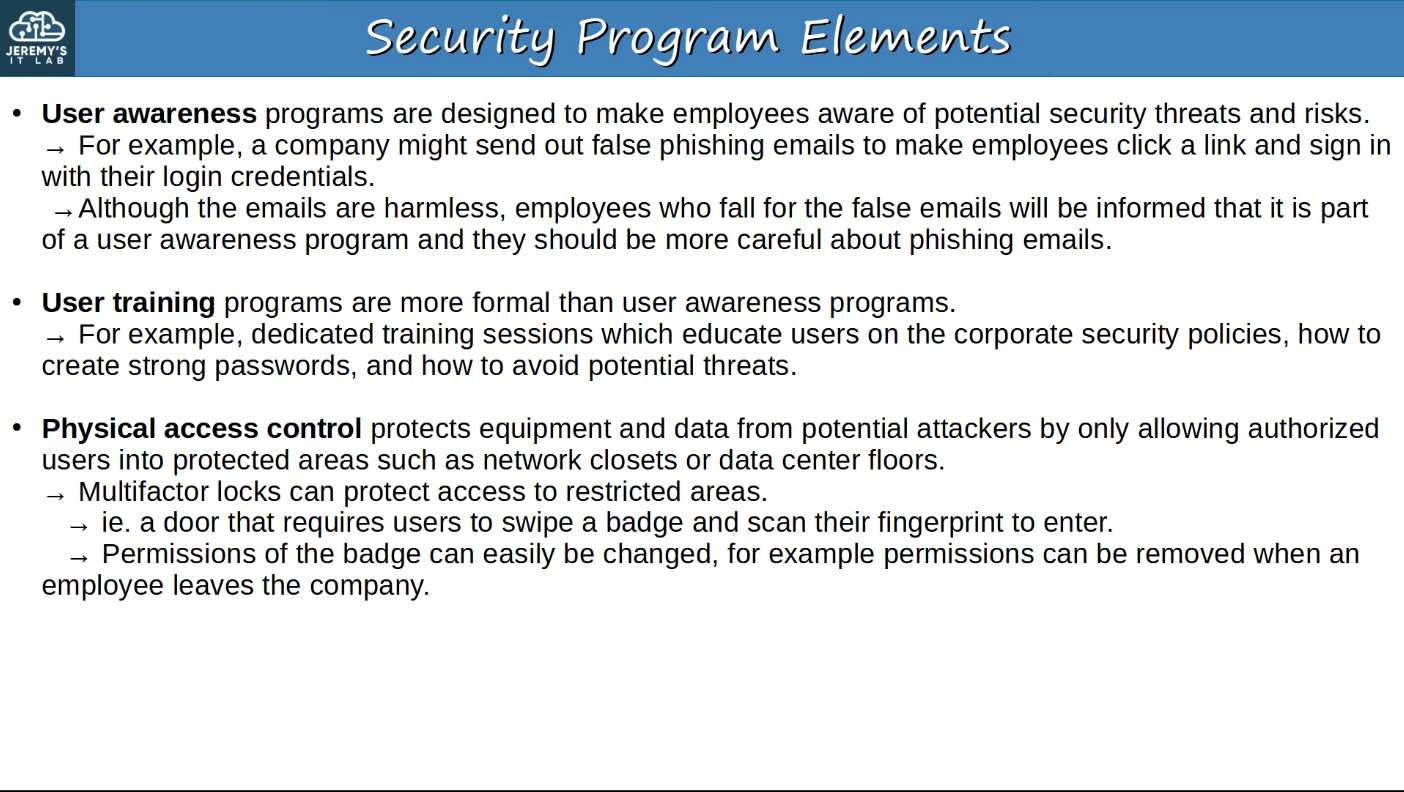 JEREMY'S
IT LAB
Security Program Elements
• User awareness programs are designed to make employees aware of potential security threats and risks.
→ For example, a company might send out false phishing emails to make employees click a link and sign in
with their login credentials.
→Although the emails are harmless, employees who fall for the false emails will be informed that it is part
of a user awareness program and they should be more careful about phishing emails.
• User training programs are more formal than user awareness programs.
→ For example, dedicated training sessions which educate users on the corporate security policies, how to
create strong passwords, and how to avoid potential threats.
• Physical access control protects equipment and data from potential attackers by only allowing authorized
users into protected areas such as network closets or data center floors.
→ Multifactor locks can protect access to restricted areas.
→ ie. a door that requires users to swipe a badge and scan their fingerprint to enter.
→ Permissions of the badge can easily be changed, for example permissions can be removed when an
employee leaves the company.